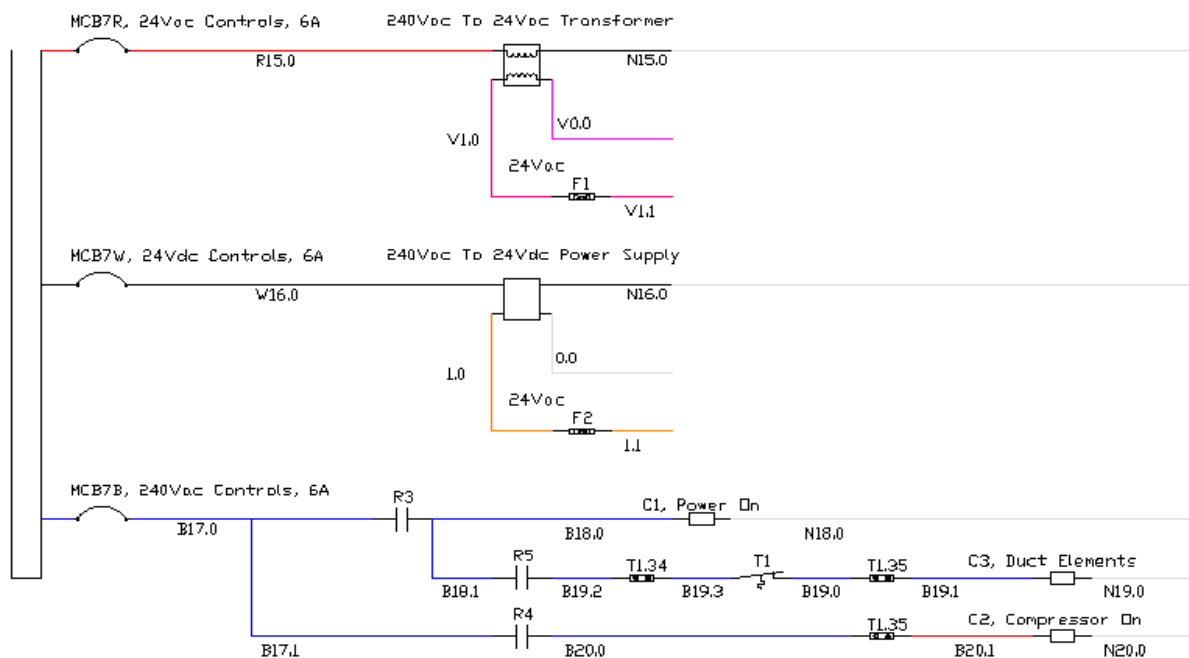 MCB7R, 24Vac Controls, 6A
240Vac To 24Vac Transformer
R15.0
N15.0
V0.0
V1.0
24Vac
F1
V1.1
MCB7W, 24Vdc Controls, 6A
240Vac To 24Vdc Power Supply
W16.0
N16.0
0.0
1.0
24Vac
F2
1.1
MCB7B, 240Vac Controls, 6A
R3
C1, Power On
B17.0
B18.0
N18.0
R5
T1.34
T1
T1.35
C3, Duct Elements
B18.1
B19.2
B19.3
B19.0
B19.1
N19.0
R4
T1.35
C2, Compressor On
B17.1
B20.0
B20.1
N20.0